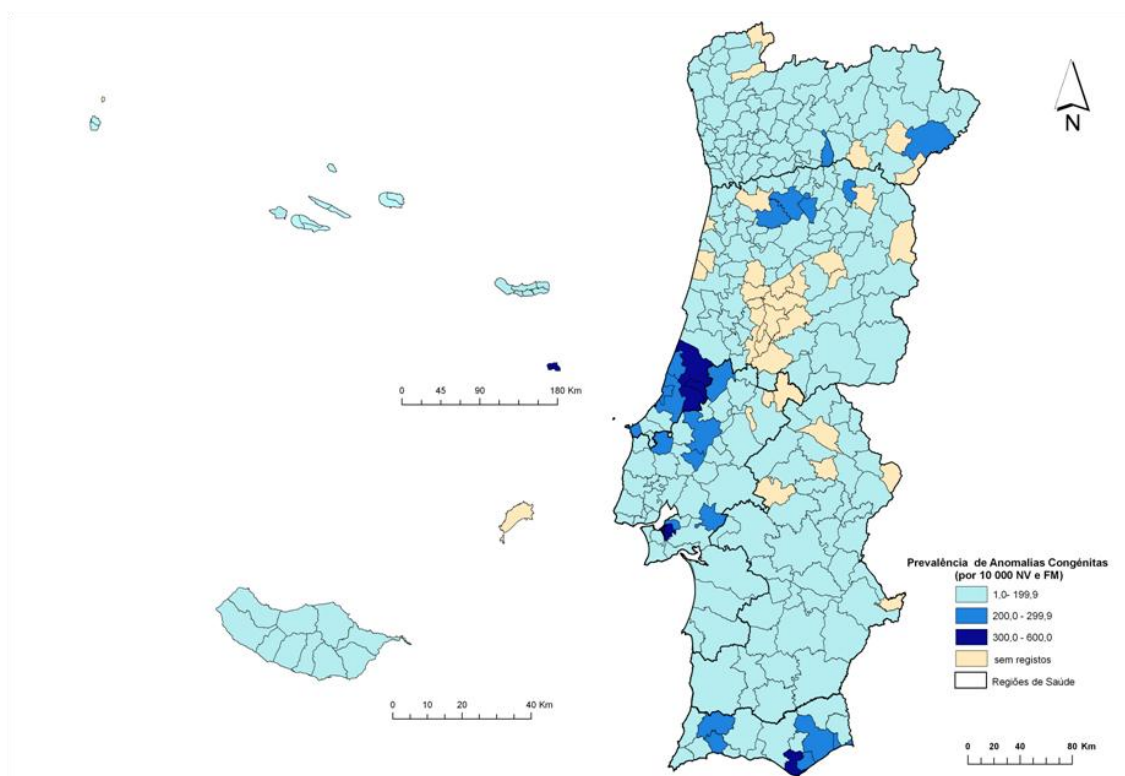 N
0 45 90 180 Km
0 10 20 40 Km
Prevalência de Anomalias Congénitas
(por 10 000 NV e FM)
1,0- 199,9
200,0 - 299,9
300,0 - 600,0
sem registos
Regiões de Saúde
0 20 40 80 Km